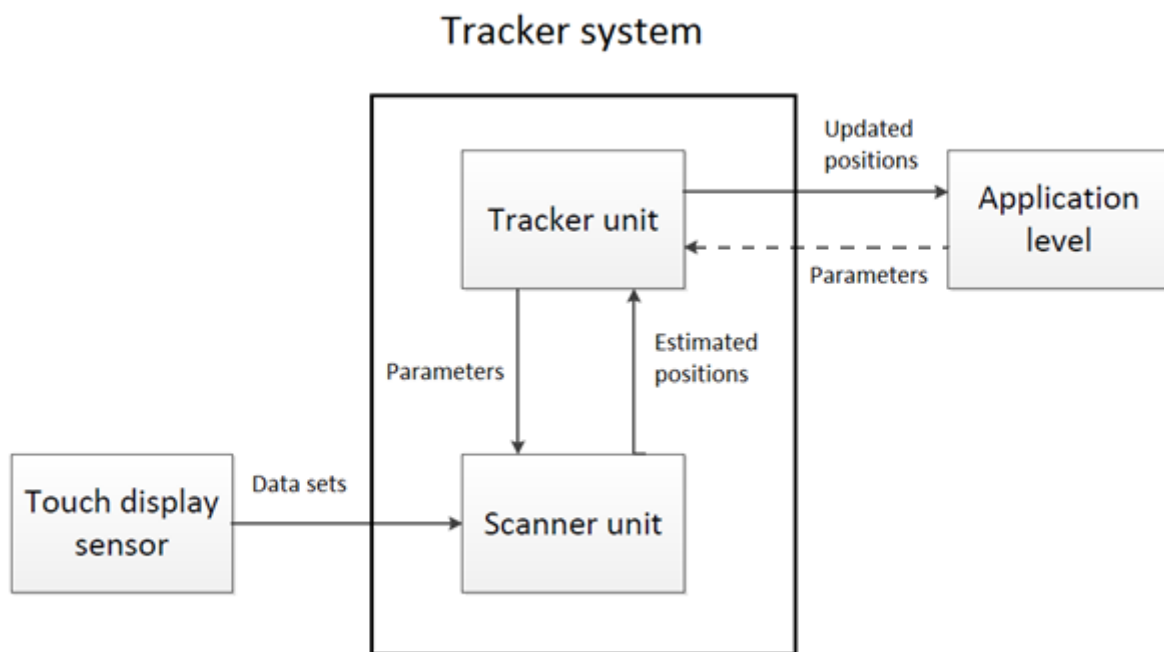 Tracker system
Updated
positions
Tracker unit
Application
level
Parameters
Parameters
Estimated
positions
Touch display
sensor
Data sets
Scanner unit